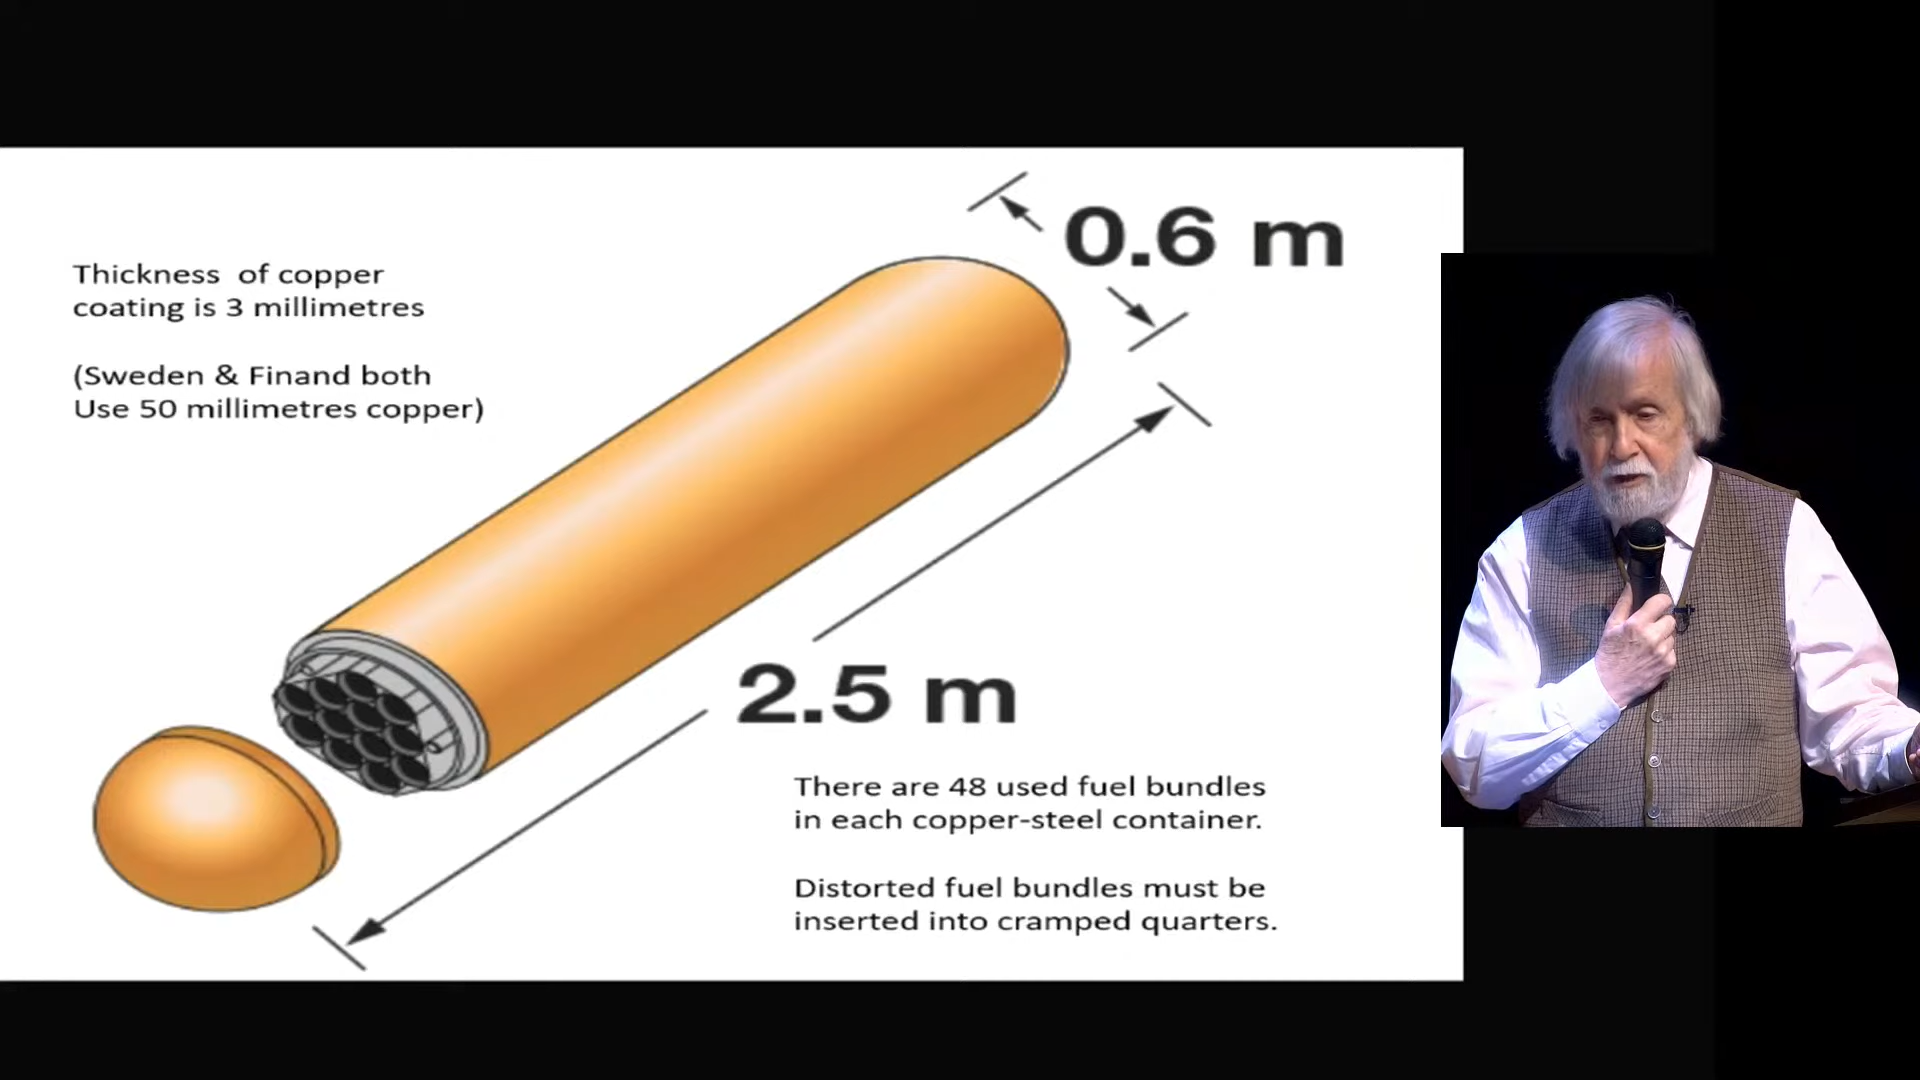 0.6 m
Thickness of copper
coating is 3 millimetres
(Sweden & Finand both
Use 50 millimetres copper)
2.5 m
There are 48 used fuel bundles
in each copper-steel container.
Distorted fuel bundles must be
inserted into cramped quarters.